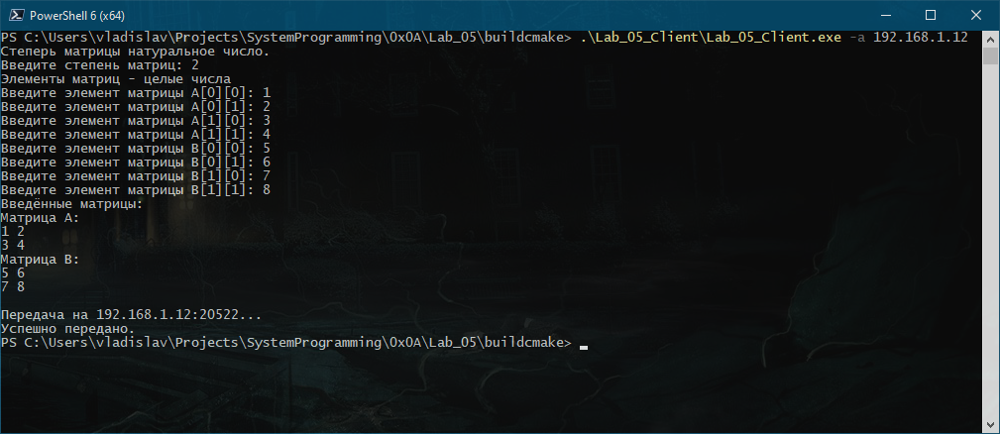 PowerShell 6 (x64)
PS C:\Users\vladislav\Projects\SystemProgramming\0x0A\Lab_05\buildcmake> .\Lab_05_Client\Lab_05_Client.exe -a 192.168.1.12
Степерь матрицы натуральное число.
Введите степень матриц: 2
Элементы матриц - целые числа
Введите элемент матрицы A[0][0]: 1
Введите элемент матрицы A[0][1]: 2
Введите элемент матрицы A[1][0]: 3
Введите элемент матрицы A[1][1]: 4
Введите элемент матрицы B[0][0]: 5
Введите элемент матрицы B[0][1]: 6
Введите элемент матрицы B[1][0]: 7
Введите элемент матрицы B[1][1]: 8
Введённые матрицы:
Матрица A:
1 2
3 4
Матрица B:
5 6
7 8
Передача на 192.168.1.12:20522...
Успешно передано.
PS C:\Users\vladislav\Projects\SystemProgramming\0x0A\Lab_05\buildcmake>